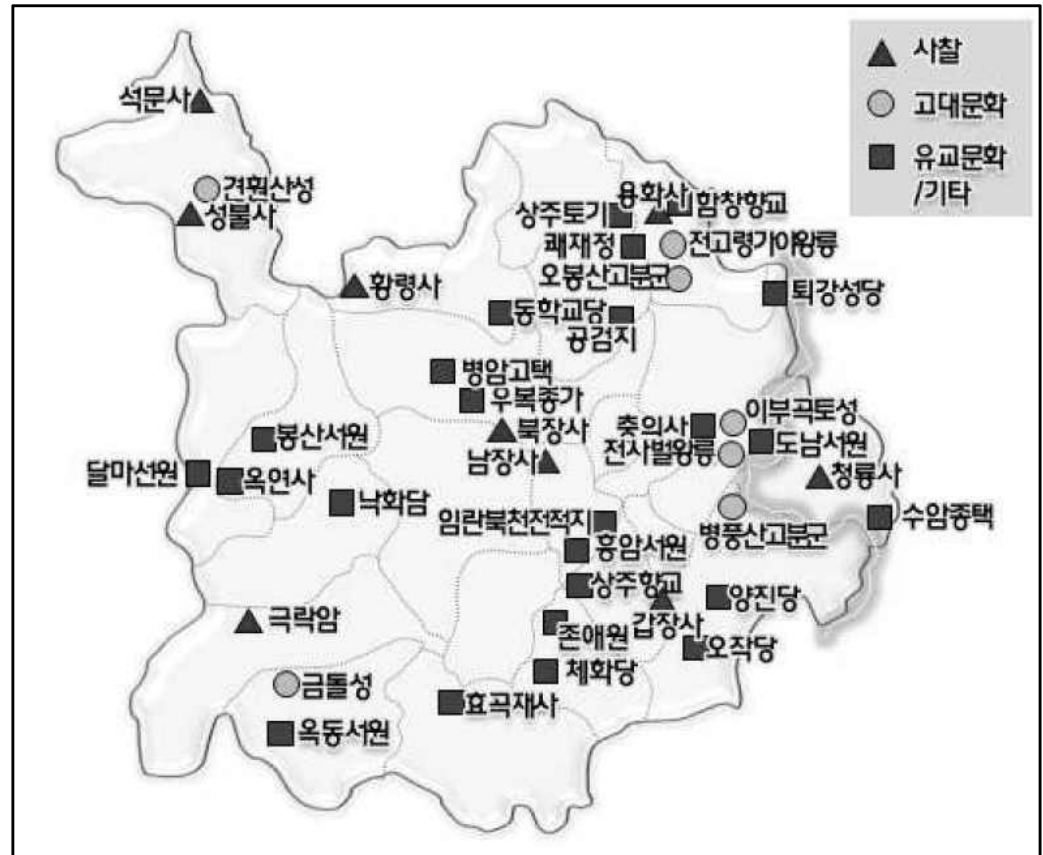 사찰
고대문화
유교문화
/기타
석문사
견훤산성
성불사
용화사
함창향교
상주토기
쾌재정
전고령가야왕릉
오봉산고분군
황령사
퇴강성당
동학교당
공검지
병암고택
우복종가
이부곡토성
북장사
충의사
봉산서원
도남서원
남장사
전사벌왕릉
달마선원
옥연사
청룡사
낙화담
임란북천전적지
수암종택
병풍산고분군
흥암서원
상주향교
양진당
극락암
갑장사
존애원
오작당
체화당
금돌성
효곡재사
옥동서원